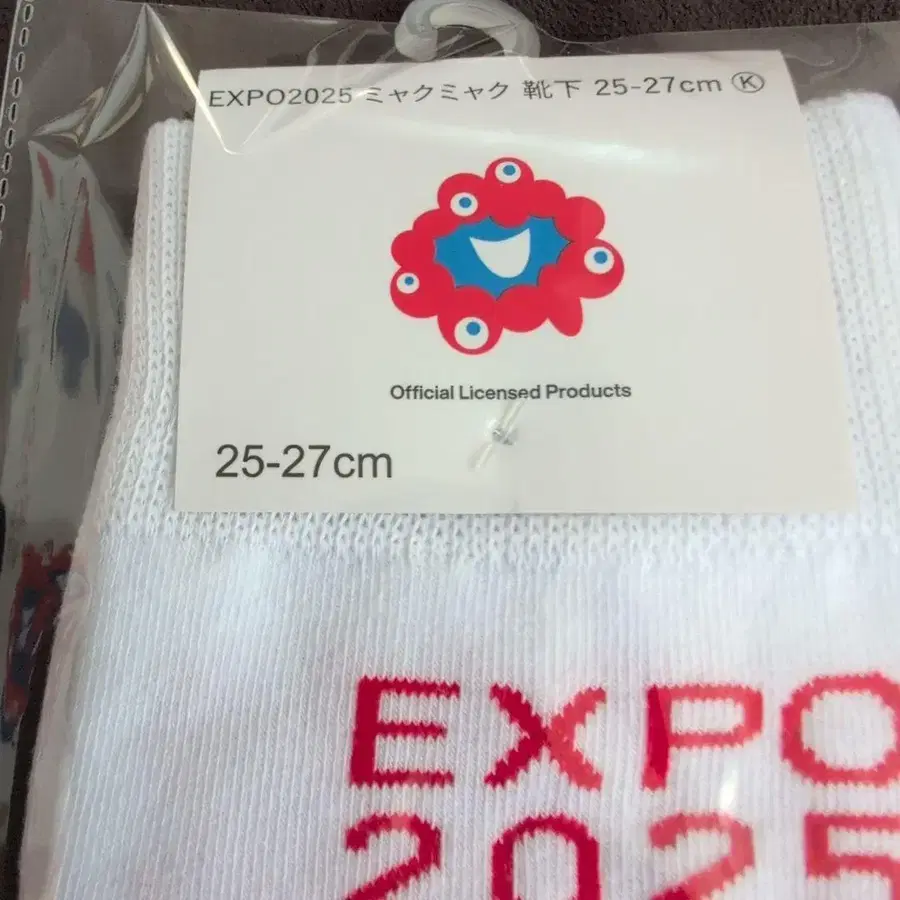 EXPO2025 ミャクミャク 靴下 25-27cm Ⓚ
Official Licensed Products
25-27cm
EXPO
2025